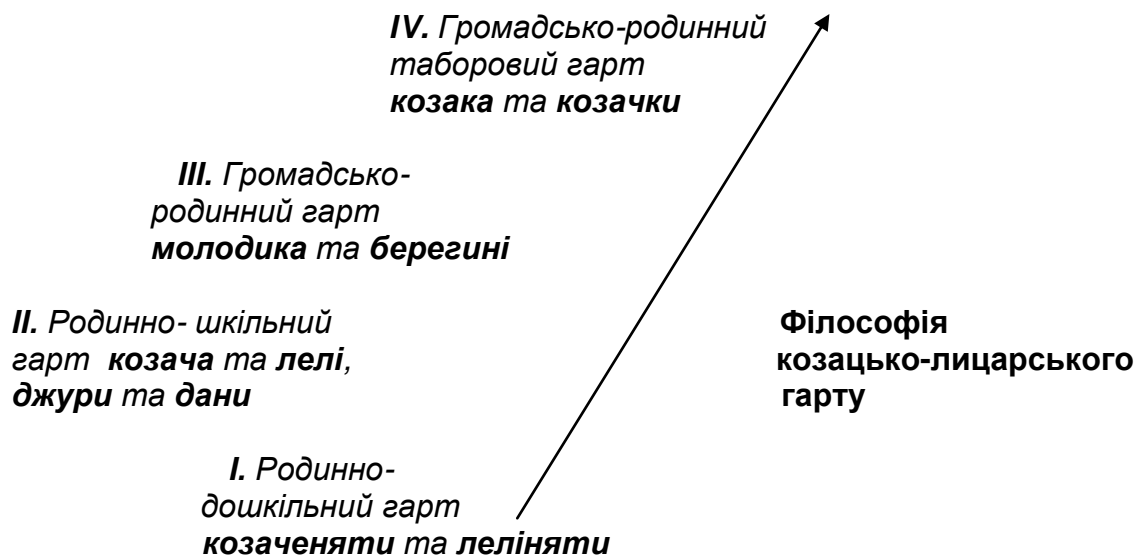 IV. Громадсько-родинний
таборовий гарт
козака та козачки
III. Громадсько-
родинний гарт
молодика та берегині
II. Родинно- шкільний
гарт козача та лелі,
джури та дани
Філософія
козацько-лицарського
гарту
I. Родинно-
дошкільний гарт
козаченяти та леліняти